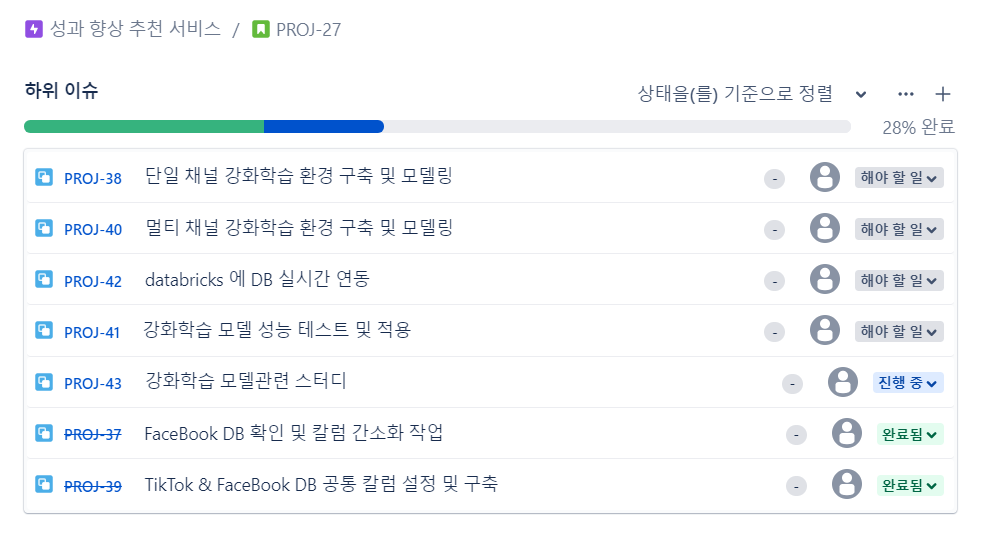 성과 향상 추천 서비스 / PROJ-27
하위 이슈
상태을(를) 기준으로 정렬
28% 완료
PROJ-38 단일 채널 강화학습 환경 구축 및 모델링 - 해야 할 일
PROJ-40 멀티 채널 강화학습 환경 구축 및 모델링 - 해야 할 일
PROJ-42 databricks 에 DB 실시간 연동 - 해야 할 일
PROJ-41 강화학습 모델 성능 테스트 및 적용 - 해야 할 일
PROJ-43 강화학습 모델관련 스터디 - 진행 중
PROJ-37 FaceBook DB 확인 및 칼럼 간소화 작업 - 완료됨
PROJ-39 TikTok & FaceBook DB 공통 칼럼 설정 및 구축 - 완료됨